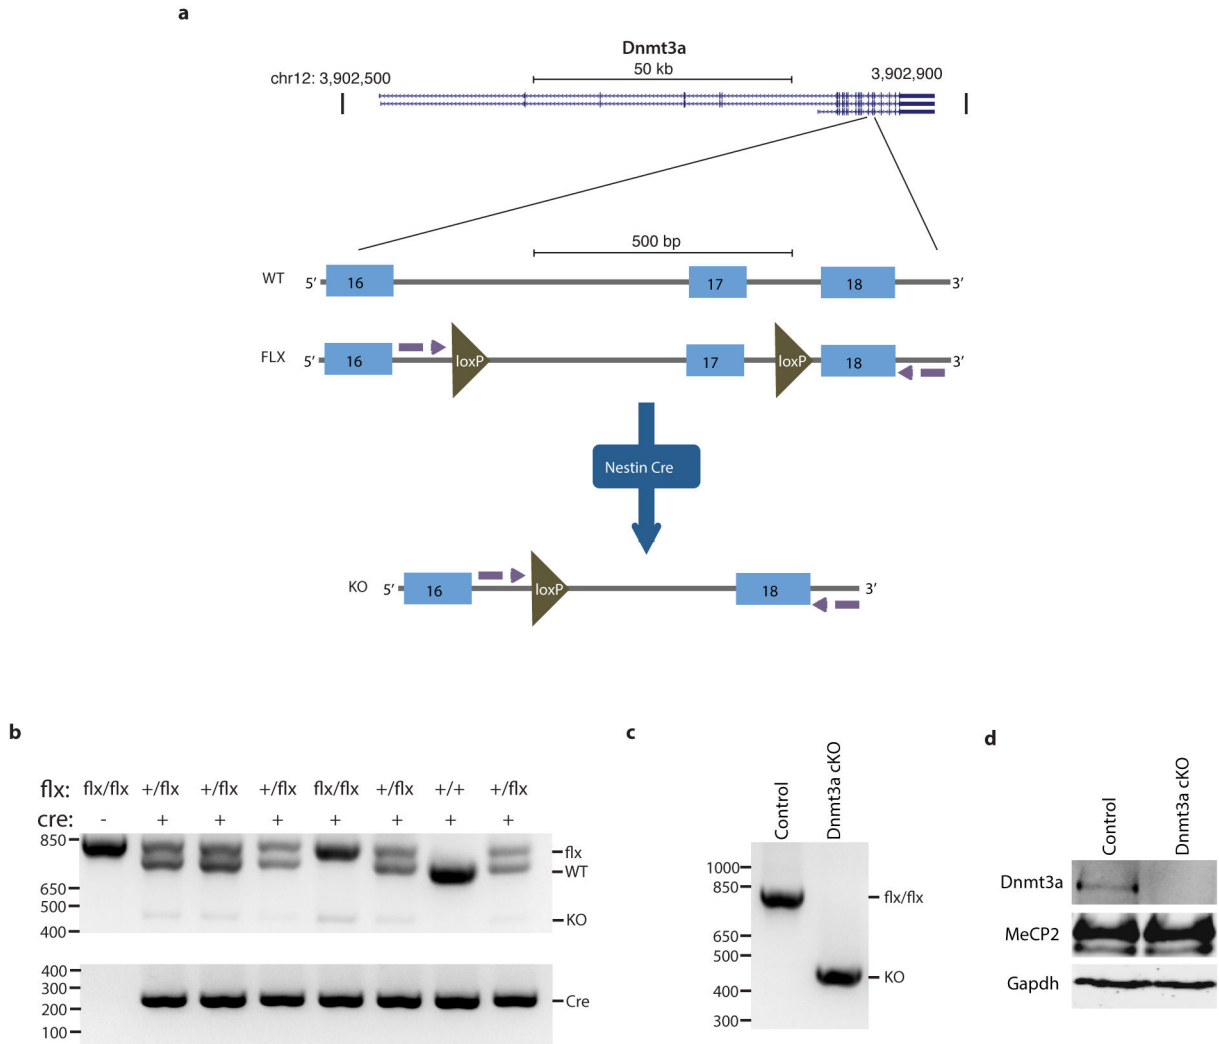 a
Dnmt3a
50 kb
chr12: 3,902,500
3,902,900
500 bp
WT 5′ 16 17 18 3′
FLX 5′ 16 loxP 17 loxP 18 3′
Nestin Cre
KO 5′ 16 loxP 18 3′
b
flx: flx/flx +/flx +/flx +/flx flx/flx +/flx +/+ +/flx
cre: - + + + + + + +
850
650
500
400
flx
WT
KO
400
300
200
100
Cre
c
Control
Dnmt3a cKO
1000
850
650
500
400
300
flx/flx
KO
d
Control
Dnmt3a cKO
Dnmt3a
MeCP2
Gapdh